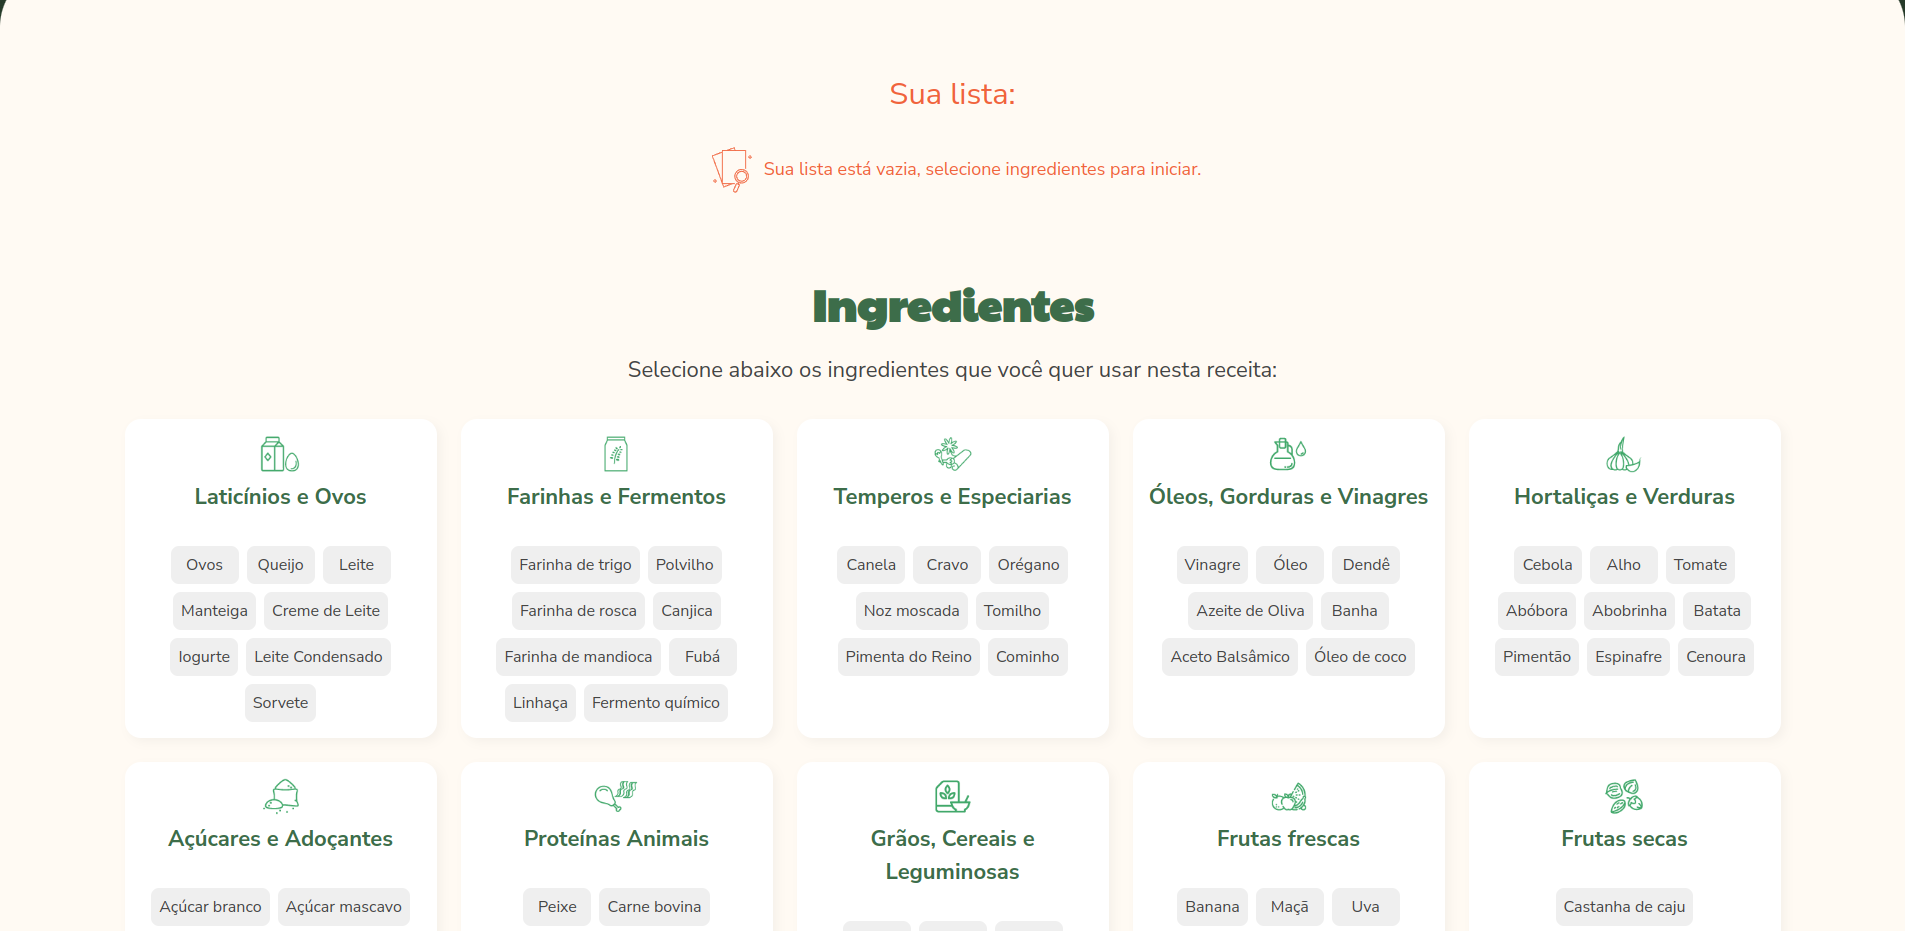 Sua lista:
Sua lista está vazia, selecione ingredientes para iniciar.
Ingredientes
Selecione abaixo os ingredientes que você quer usar nesta receita:
Laticínios e Ovos
Ovos Queijo Leite
Manteiga Creme de Leite
Iogurte Leite Condensado
Sorvete
Farinhas e Fermentos
Farinha de trigo Polvilho
Farinha de rosca Canjica
Farinha de mandioca Fubá
Linhaça Fermento químico
Temperos e Especiarias
Canela Cravo Orégano
Noz moscada Tomilho
Pimenta do Reino Cominho
Óleos, Gorduras e Vinagres
Vinagre Óleo Dendê
Azeite de Oliva Banha
Aceto Balsâmico Óleo de coco
Hortaliças e Verduras
Cebola Alho Tomate
Abóbora Abobrinha Batata
Pimentão Espinafre Cenoura
Açúcares e Adoçantes
Açúcar branco Açúcar mascavo
Proteínas Animais
Peixe Carne bovina
Grãos, Cereais e
Leguminosas
Frutas frescas
Banana Maçã Uva
Frutas secas
Castanha de caju